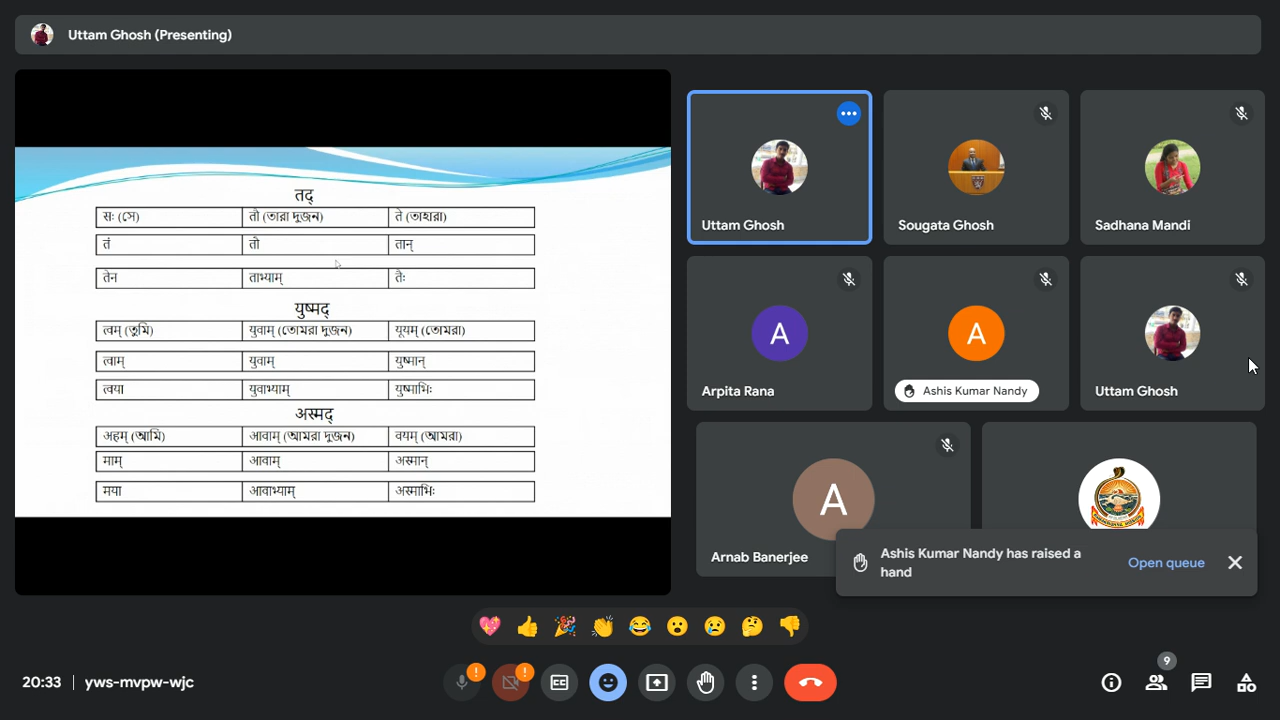 Uttam Ghosh (Presenting)
तद्
सः (সে) तौ (তারা দুজন) ते (তাহারা)
तं तौ तान्
तेन ताभ्याम् तैः
युष्मद्
त्वम् (তুমি) युवाम् (তোমরা দুজন) यूयम् (তোমরা)
त्वाम् युवाम् युष्मान्
त्वया युवाभ्याम् युष्माभिः
अस्मद्
अहम् (আমি) आवाम् (আমরা দুজন) वयम् (আমরা)
माम् आवाम् अस्मान्
मया आवाभ्याम् अस्माभिः
Uttam Ghosh
Sougata Ghosh
Sadhana Mandi
A
Arpita Rana
A
Ashis Kumar Nandy
Uttam Ghosh
A
Arnab Banerjee
Ashis Kumar Nandy has raised a
hand
Open queue
20:33 | yws-mvpw-wjc
CC
9